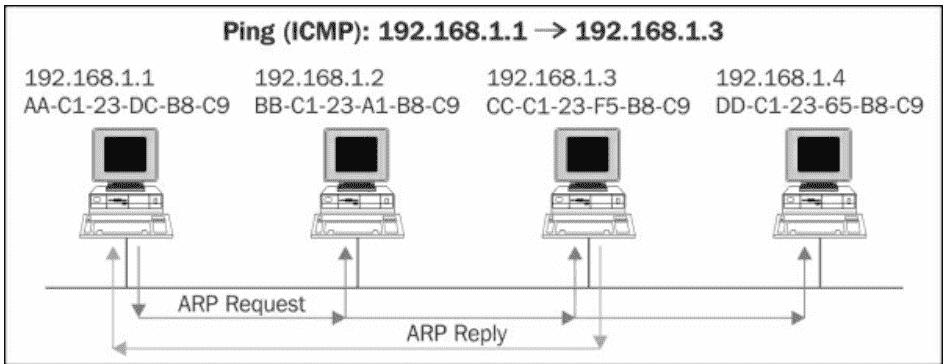 Ping (ICMP): 192.168.1.1 → 192.168.1.3
192.168.1.1
AA-C1-23-DC-B8-C9
192.168.1.2
BB-C1-23-A1-B8-C9
192.168.1.3
CC-C1-23-F5-B8-C9
192.168.1.4
DD-C1-23-65-B8-C9
ARP Request
ARP Reply